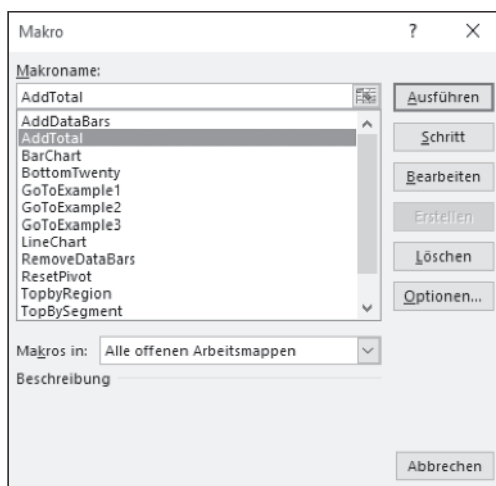 Makro
?
Makroname:
AddTotal
AddDataBars
AddTotal
BarChart
BottomTwenty
GoToExample1
GoToExample2
GoToExample3
LineChart
RemoveDataBars
ResetPivot
TopbyRegion
TopBySegment
Ausführen
Schritt
Bearbeiten
Erstellen
Löschen
Optionen...
Makros in: Alle offenen Arbeitsmappen
Beschreibung
Abbrechen